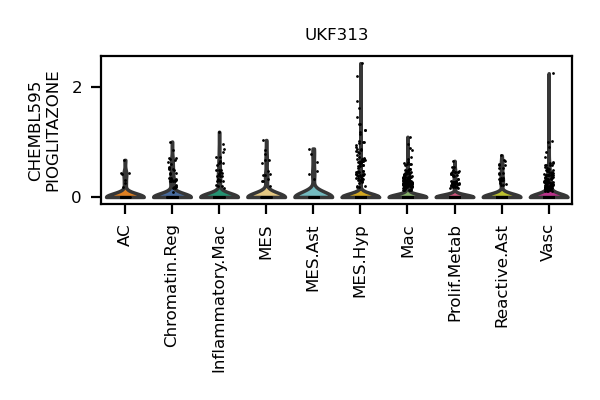 UKF313
CHEMBL595
PIOGLITAZONE
2
0
AC
Chromatin.Reg
Inflammatory.Mac
MES
MES.Ast
MES.Hyp
Mac
Prolif.Metab
Reactive.Ast
Vasc